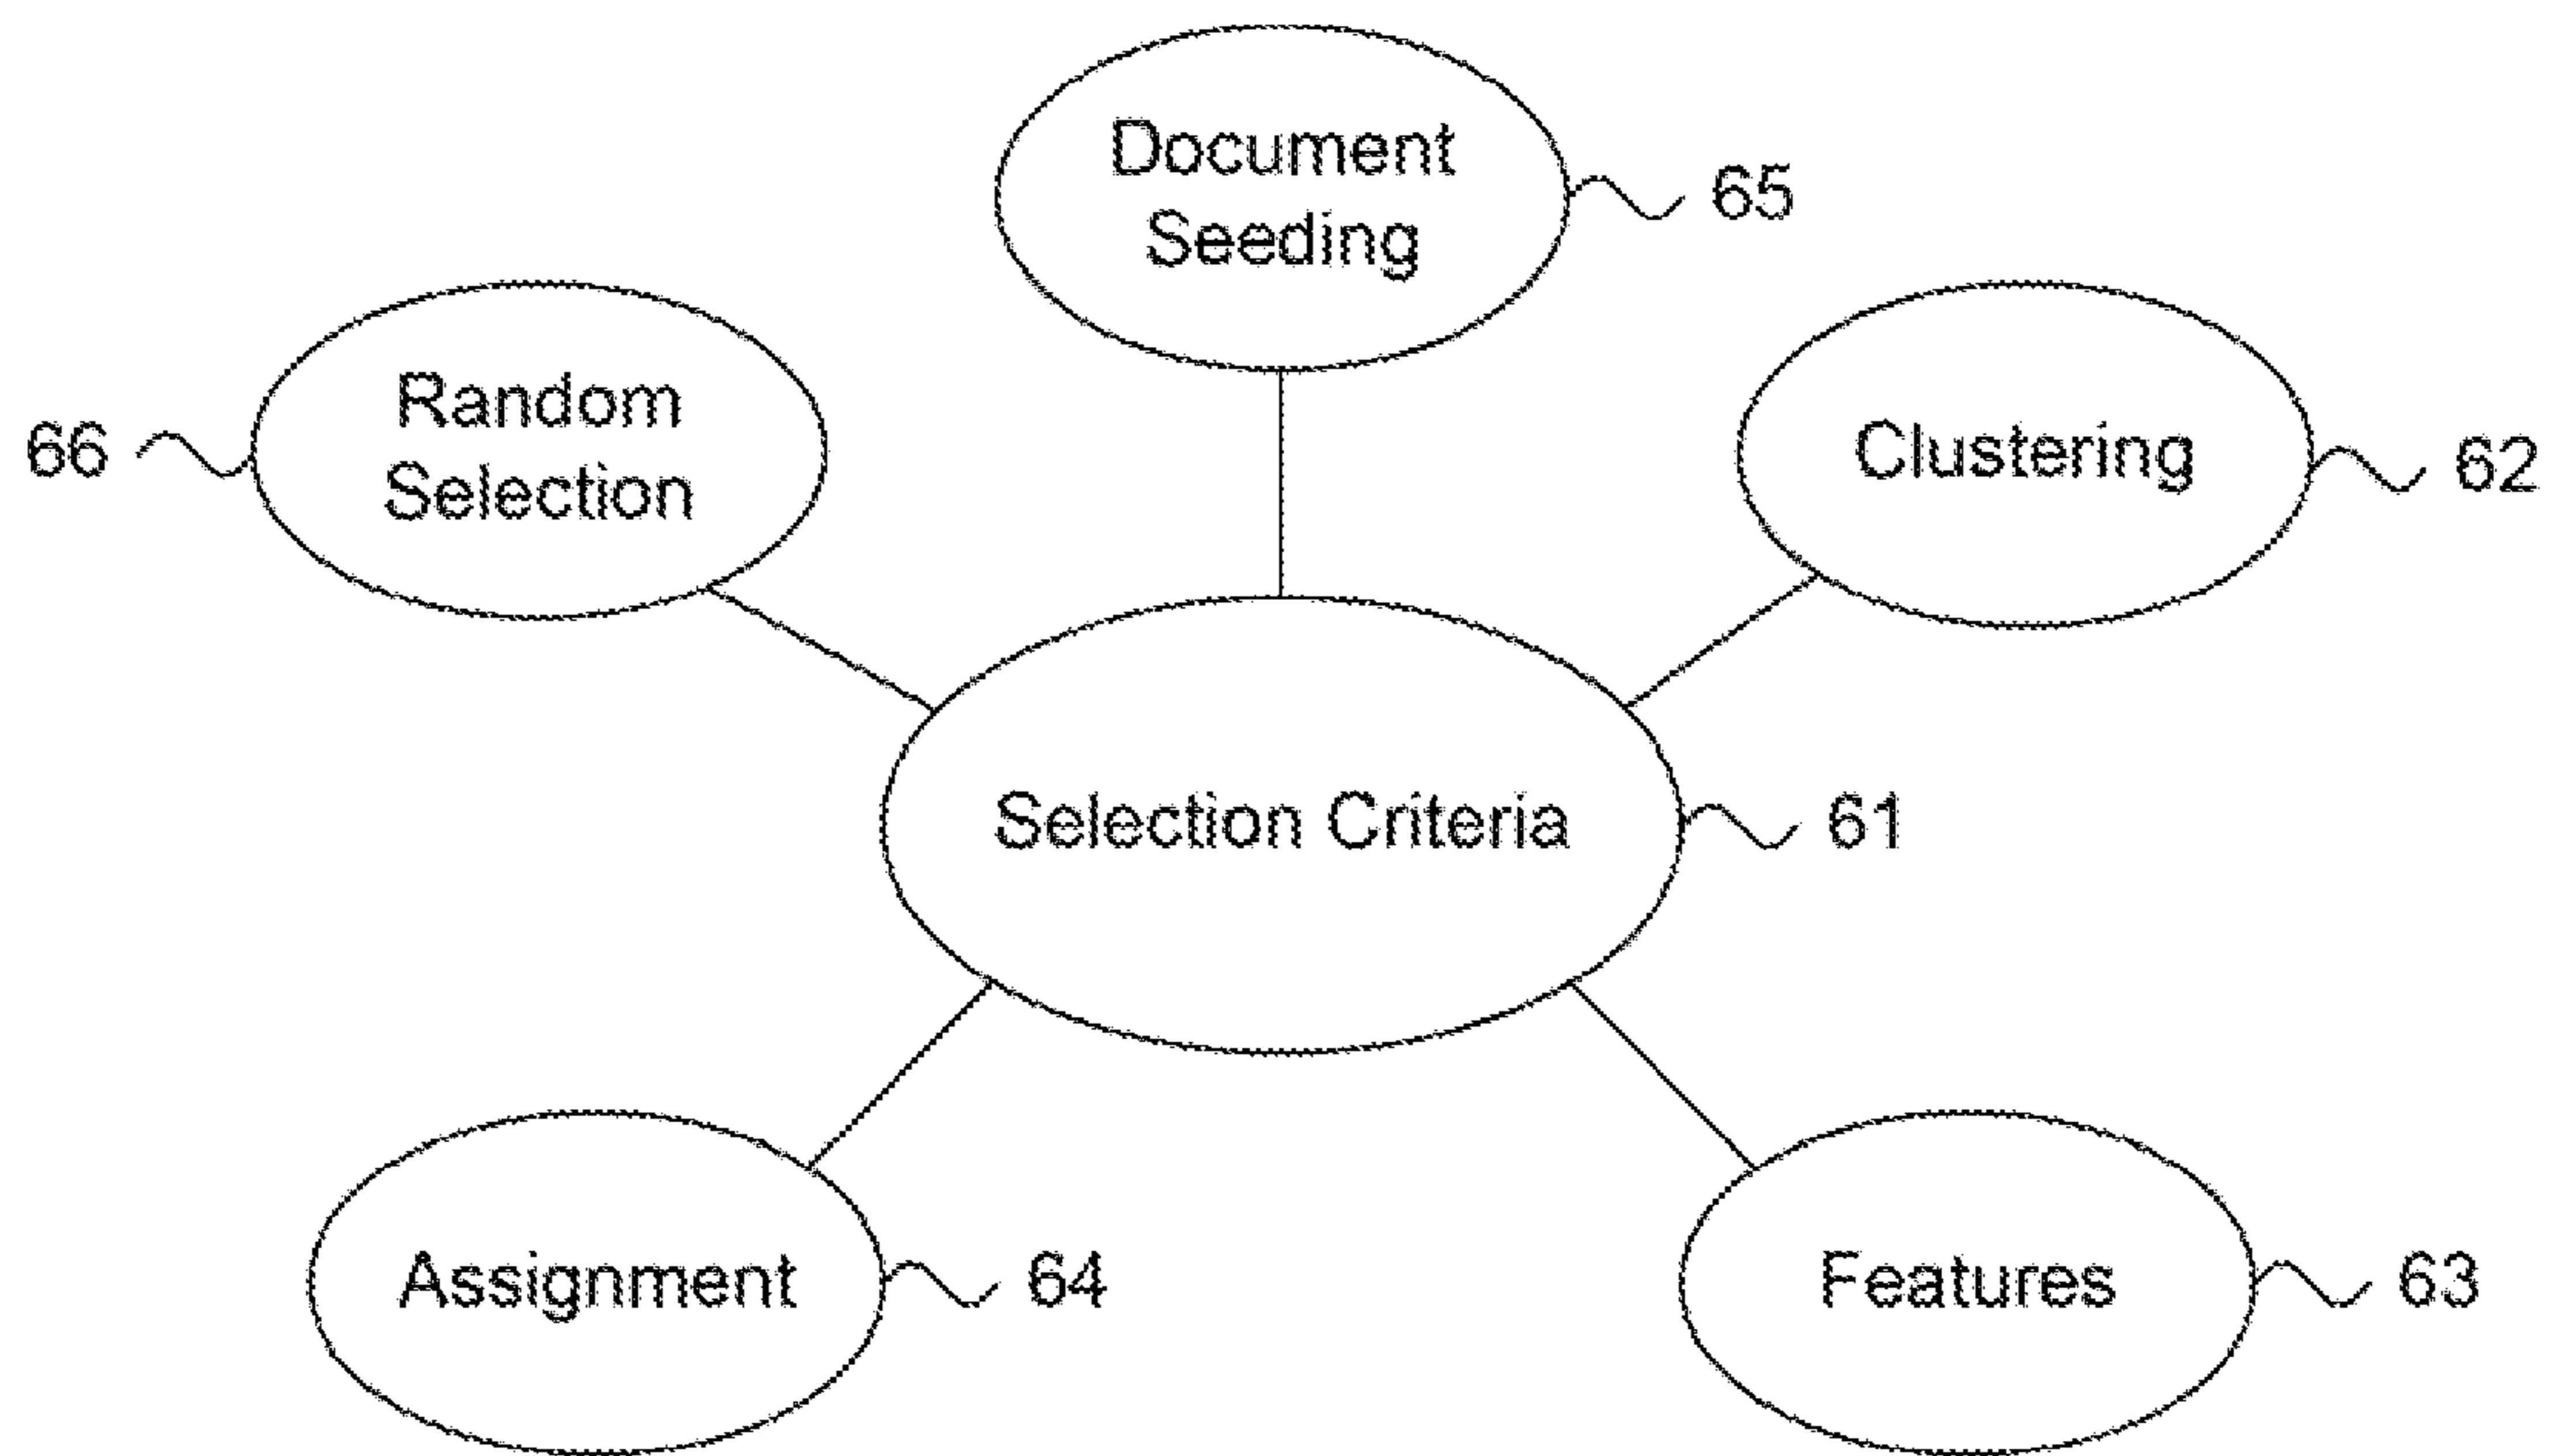 Document
Seeding
65
Random
Selection
66
Clustering
62
Selection Criteria
61
Assignment
64
Features
63